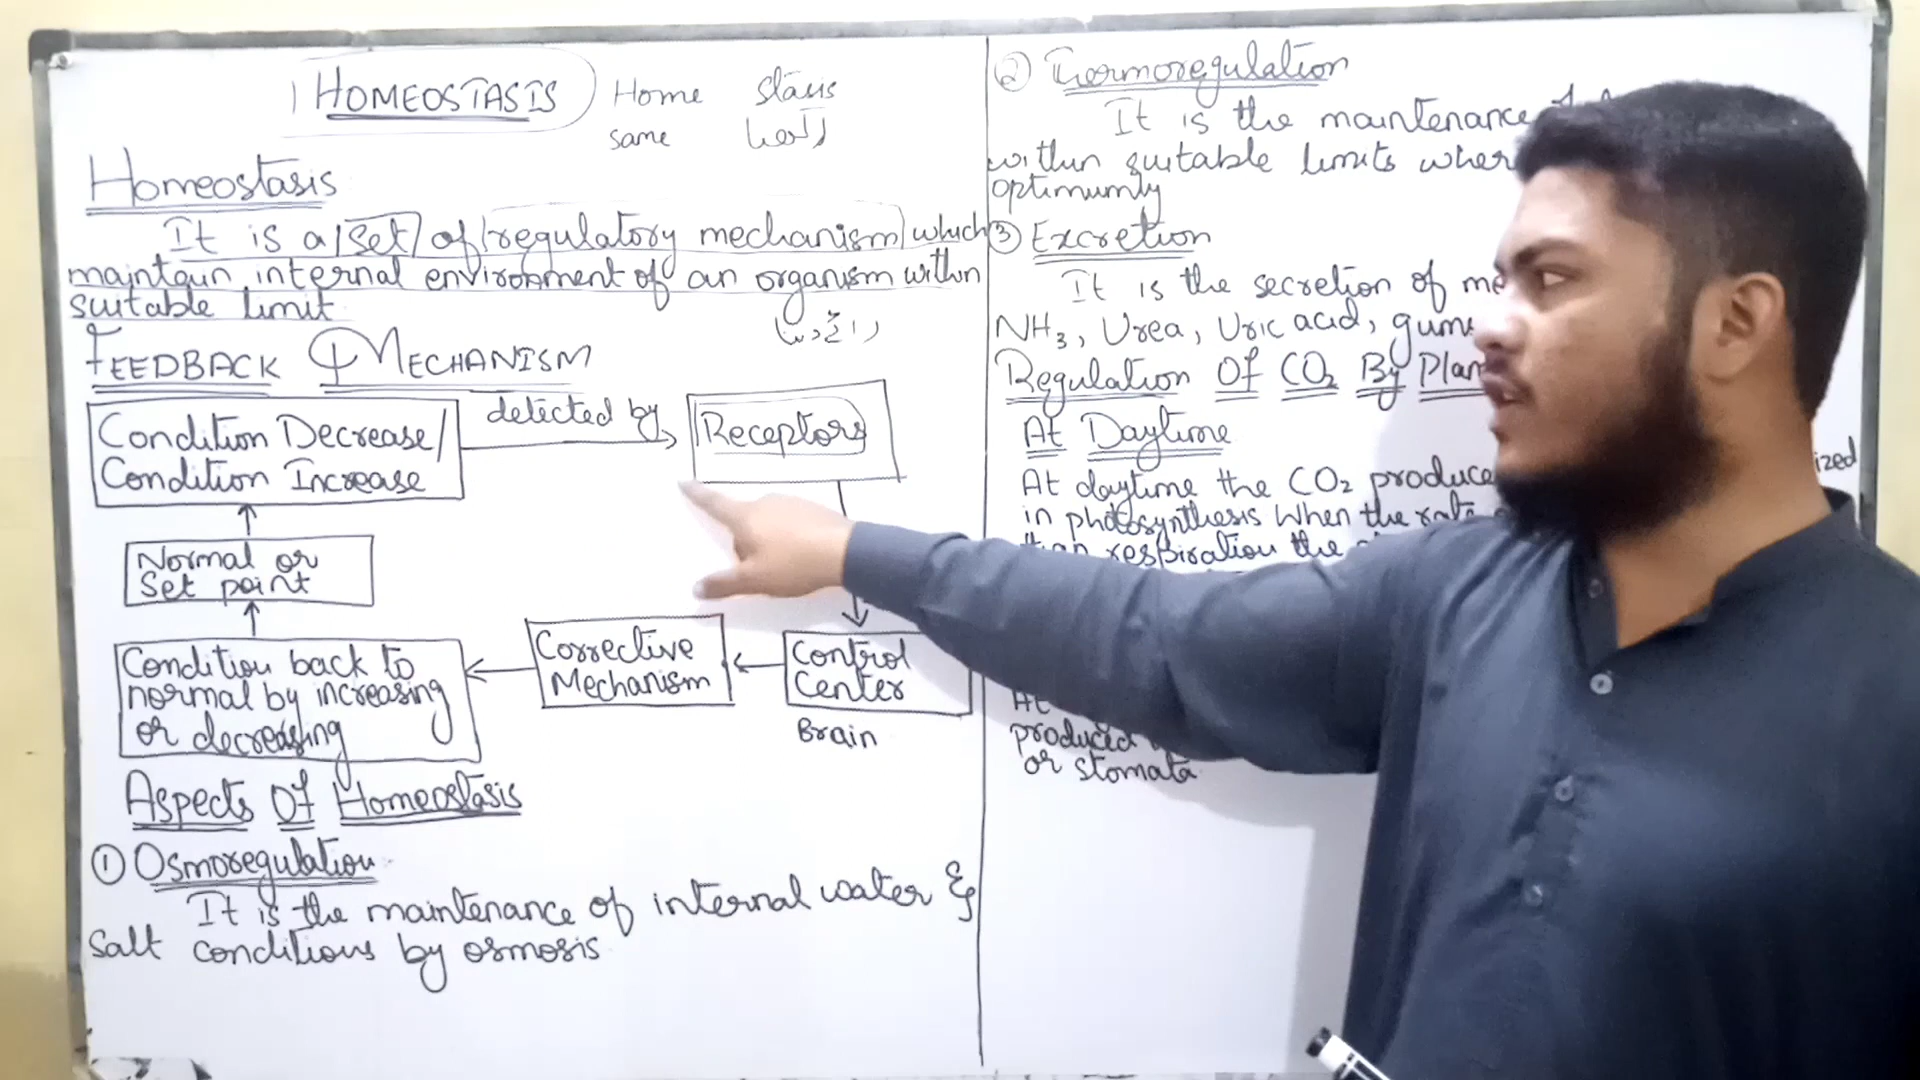 HOMEOSTASIS Home stasis
same
Homeostasis
It is a set of regulatory mechanism which
maintain internal environment of an organism within
suitable limit
FEEDBACK MECHANISM
Condition Decrease/
Condition Increase
detected by
Receptors
Normal or
Set point
Condition back to
normal by increasing
or decreasing
Corrective
Mechanism
Control
Center
Brain
Aspects Of Homeostasis
① Osmoregulation
It is the maintenance of internal water &
Salt conditions by osmosis
② Thermoregulation
It is the maintenance
within suitable limits wher
optimumly
③ Excretion
It is the secretion of me
NH₃, Urea, Uric acid, gum
Regulation Of CO₂ By Plan
At Daytime
At daytime the CO₂ produce ized
in photosynthesis When the rate
than respiration the
At
produced
or stomata